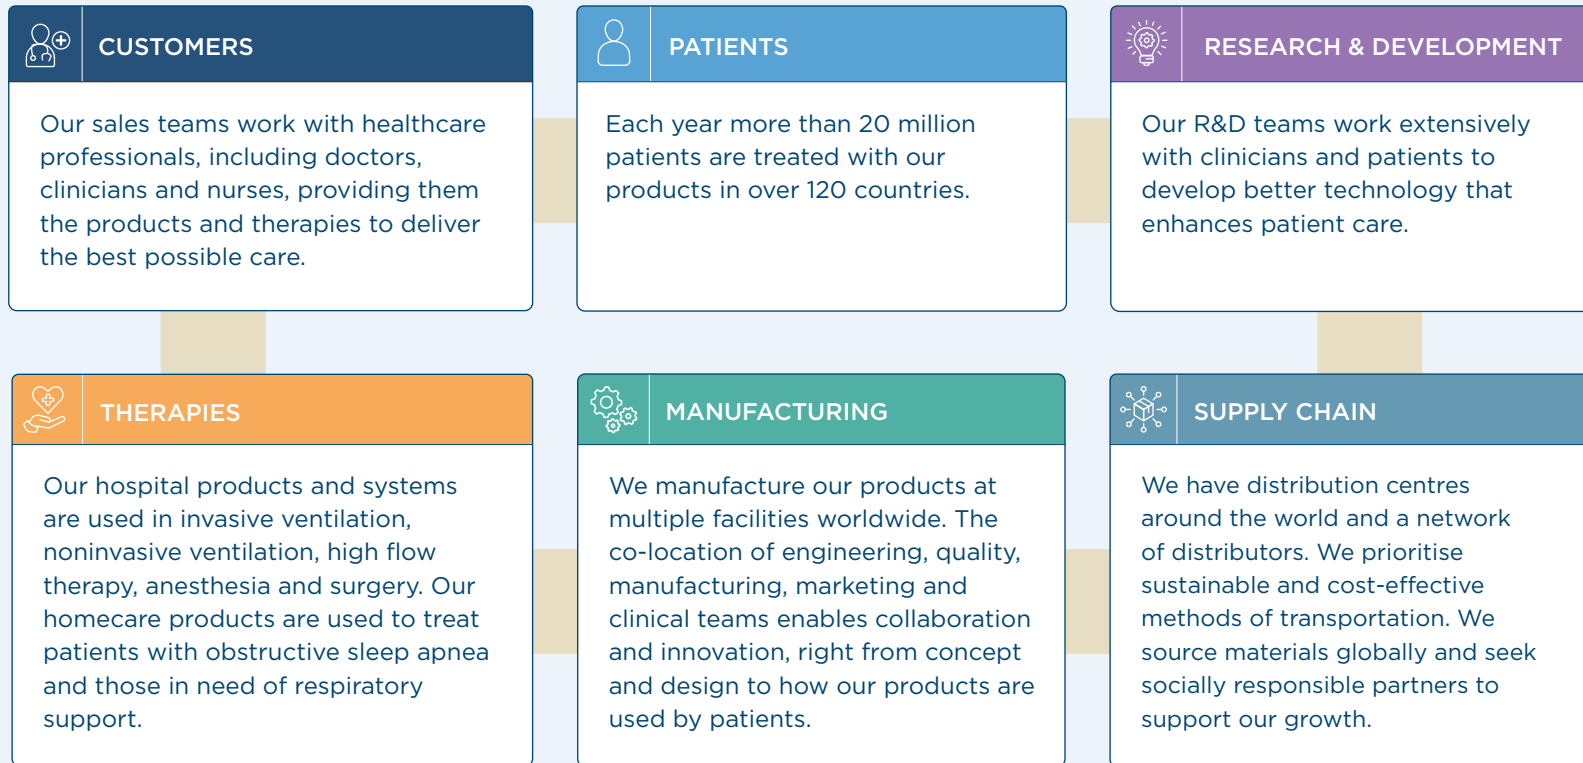 CUSTOMERS
Our sales teams work with healthcare
professionals, including doctors,
clinicians and nurses, providing them
the products and therapies to deliver
the best possible care.
PATIENTS
Each year more than 20 million
patients are treated with our
products in over 120 countries.
RESEARCH & DEVELOPMENT
Our R&D teams work extensively
with clinicians and patients to
develop better technology that
enhances patient care.
THERAPIES
Our hospital products and systems
are used in invasive ventilation,
noninvasive ventilation, high flow
therapy, anesthesia and surgery. Our
homecare products are used to treat
patients with obstructive sleep apnea
and those in need of respiratory
support.
MANUFACTURING
We manufacture our products at
multiple facilities worldwide. The
co-location of engineering, quality,
manufacturing, marketing and
clinical teams enables collaboration
and innovation, right from concept
and design to how our products are
used by patients.
SUPPLY CHAIN
We have distribution centres
around the world and a network
of distributors. We prioritise
sustainable and cost-effective
methods of transportation. We
source materials globally and seek
socially responsible partners to
support our growth.